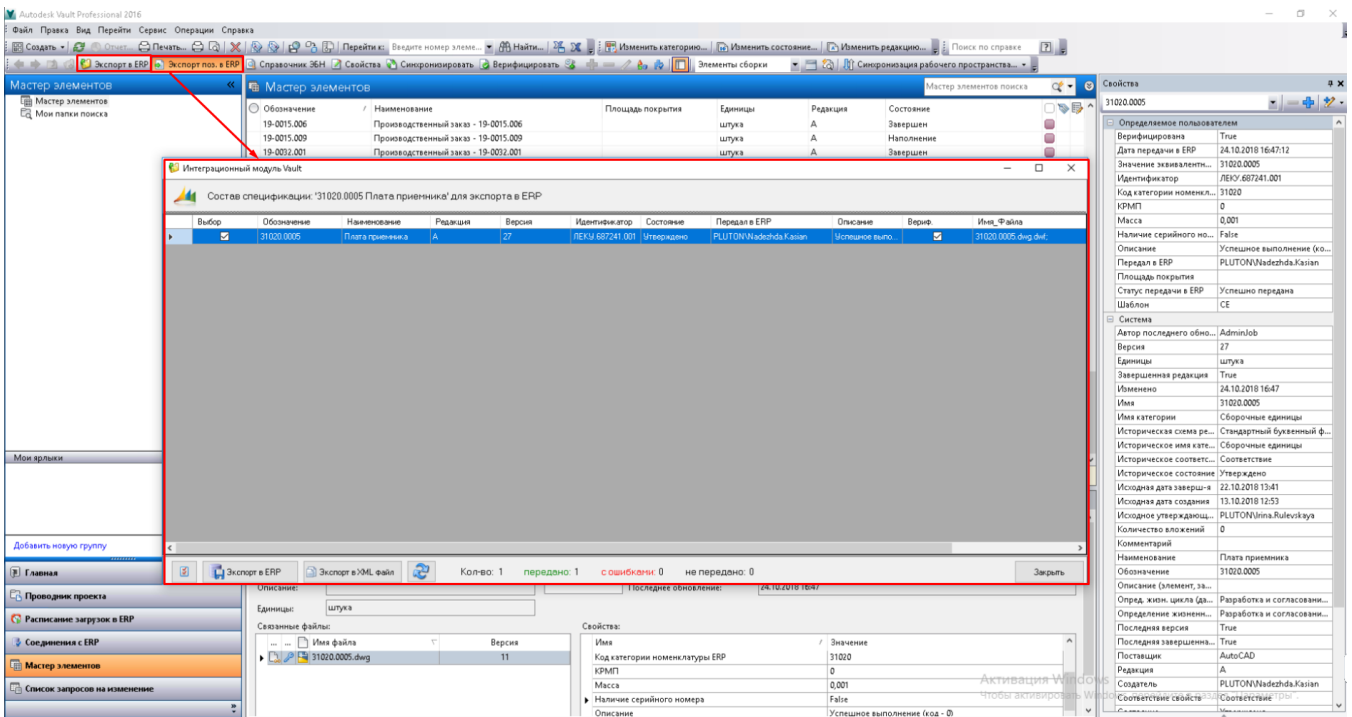 Autodesk Vault Professional 2016
Файл Правка Вид Перейти Сервис Операции Справка
Создать Отчет... Печать... Перейти к: Введите номер элеме... Найти... Изменить категорию... Изменить состояние... Изменить редакцию... Поиск по справке
Экспорт в ERP Экспорт поз. в ERP Справочник ЭБН Свойства Синхронизировать Верифицировать Элементы сборки Синхронизация рабочего пространства...
Мастер элементов «
Мастер элементов
Мои папки поиска
Мастер элементов Мастер элементов поиска
Обозначение / Наименование Площадь покрытия Единицы Редакция Состояние
19-0015.006 Производственный заказ - 19-0015.006 штука A Завершен
19-0015.009 Производственный заказ - 19-0015.009 штука A Наполнение
19-0032.001 Производственный заказ - 19-0032.001 штука A Завершен
Интеграционный модуль Vault
Состав спецификации: '31020.0005 Плата приемника' для экспорта в ERP
Выбор Обозначение Наименование Редакция Версия Идентификатор Состояние Передал в ERP Описание Вериф. Имя_Файла
31020.0005 Плата приемника A 27 ЛЕКУ.687241.001 Утверждено PLUTON\Nadezhda.Kasian Успешное выпо... 31020.0005.dwg.dwf;
Экспорт в ERP Экспорт в XML файл Кол-во: 1 передано: 1 с ошибками: 0 не передано: 0 Закрыть
Мои ярлыки
Добавить новую группу
Главная
Проводник проекта
Расписание загрузок в ERP
Соединения с ERP
Мастер элементов
Список запросов на изменение
Описание: Последнее обновление: 24.10.2018 16:47
Единицы: штука
Связанные файлы:
... ... Имя файла Версия
31020.0005.dwg 11
Свойства:
Имя / Значение
Код категории номенклатуры ERP 31020
КРМП 0
Масса 0,001
Наличие серийного номера False
Описание Успешное выполнение (код - 0)
Свойства
31020.0005
Определяемое пользователем
Верифицирована True
Дата передачи в ERP 24.10.2018 16:47:12
Значение эквивалентн... 31020.0005
Идентификатор ЛЕКУ.687241.001
Код категории номенкл... 31020
КРМП 0
Масса 0,001
Наличие серийного но... False
Описание Успешное выполнение (ко...
Передал в ERP PLUTON\Nadezhda.Kasian
Площадь покрытия
Статус передачи в ERP Успешно передана
Шаблон CE
Система
Автор последнего обно... AdminJob
Версия 27
Единицы штука
Завершенная редакция True
Изменено 24.10.2018 16:47
Имя 31020.0005
Имя категории Сборочные единицы
Историческая схема ре... Стандартный буквенный ф...
Историческое имя кате... Сборочные единицы
Историческое соответс... Соответствие
Историческое состояние Утверждено
Исходная дата заверш-я 22.10.2018 13:41
Исходная дата создания 13.10.2018 12:53
Исходное утверждающ... PLUTON\Irina.Rulevskaya
Количество вложений 0
Комментарий
Наименование Плата приемника
Обозначение 31020.0005
Описание (элемент, за...
Опред. жизн. цикла (да... Разработка и согласовани...
Определение жизненн... Разработка и согласовани...
Последняя версия True
Последняя завершенна... True
Поставщик AutoCAD
Редакция A
Создатель PLUTON\Nadezhda.Kasian
Соответствие свойств Соответствие
Активация Windows
Чтобы активировать Windows, перейдите в раздел "Параметры".